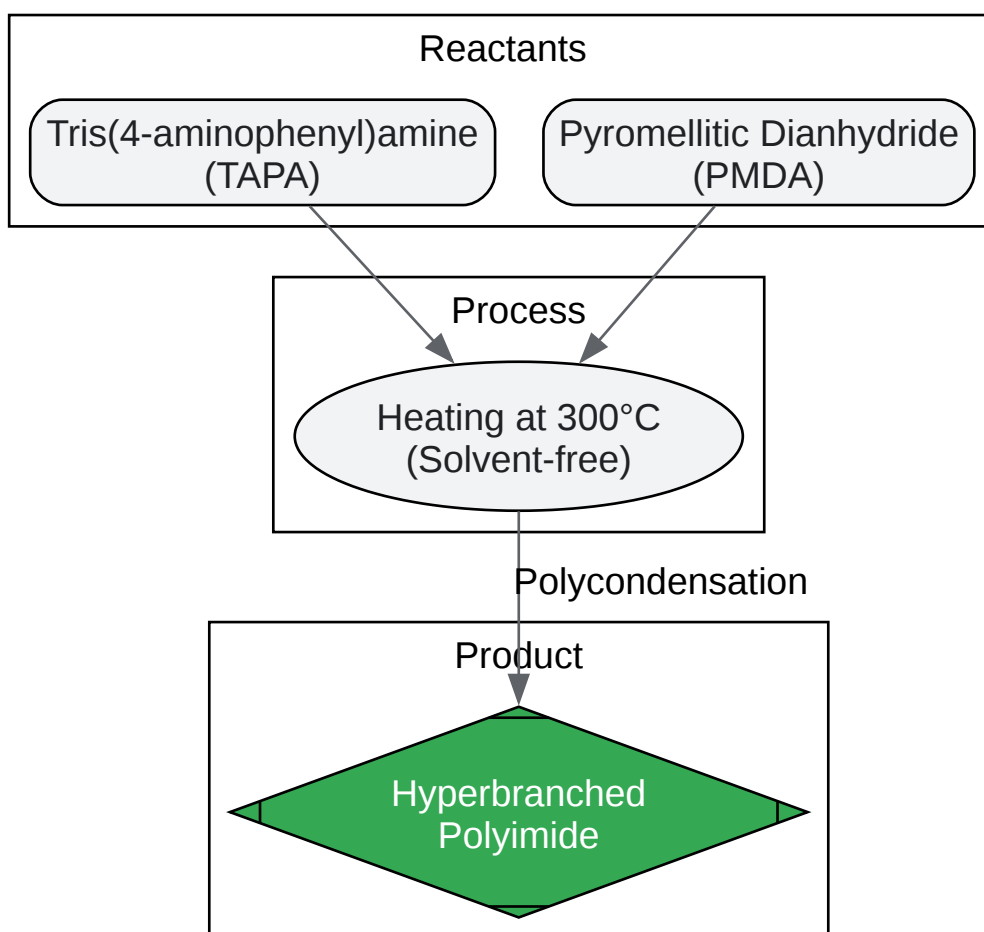 Reactants
Tris(4-aminophenyl)amine
(TAPA)
Pyromellitic Dianhydride
(PMDA)
Process
Heating at 300°C
(Solvent-free)
Polycondensation
Product
Hyperbranched
Polyimide